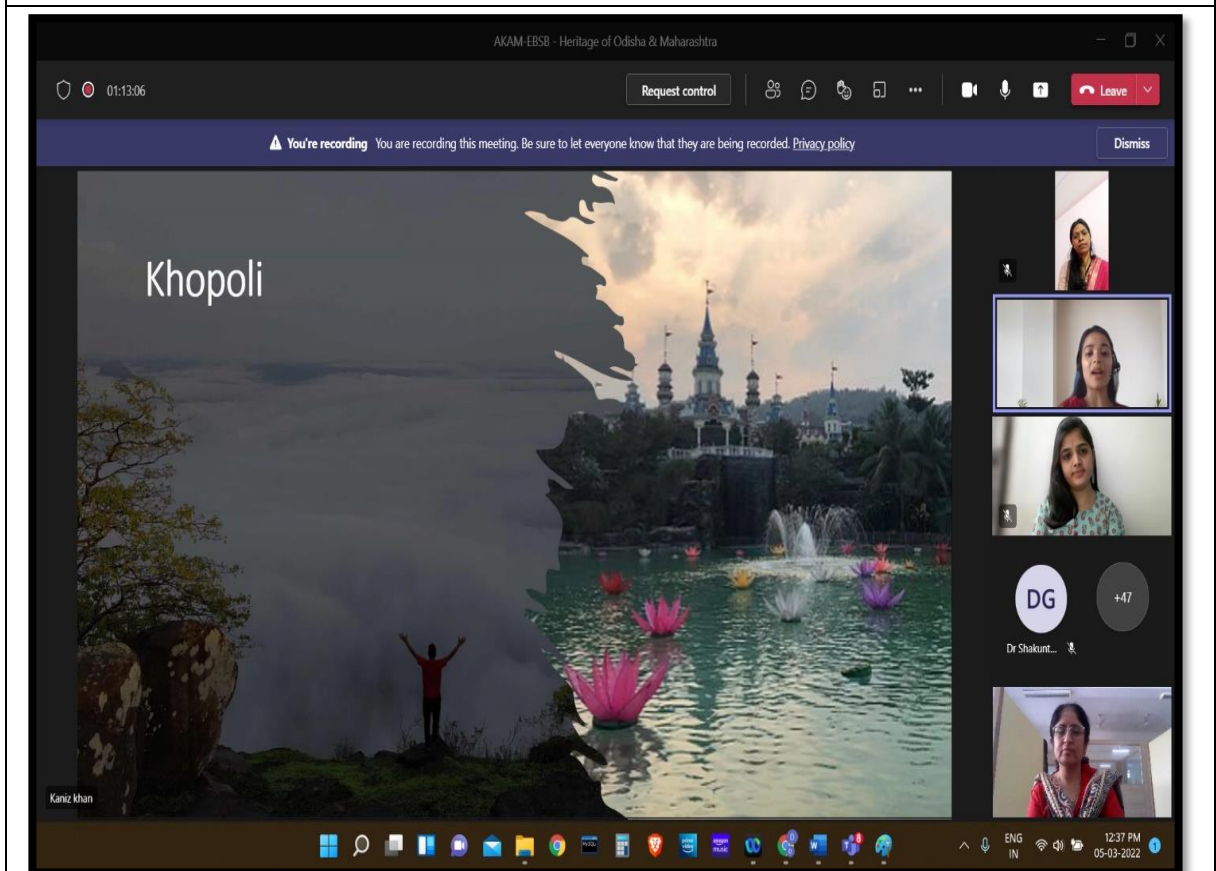 AKAM-EBSB - Heritage of Odisha & Maharashtra
01:13:06
Request control
Leave
You're recording You are recording this meeting. Be sure to let everyone know that they are being recorded. Privacy policy
Dismiss
Khopoli
DG
+47
Dr Shakunt...
Kaniz khan
ENG
IN
12:37 PM
05-03-2022
1